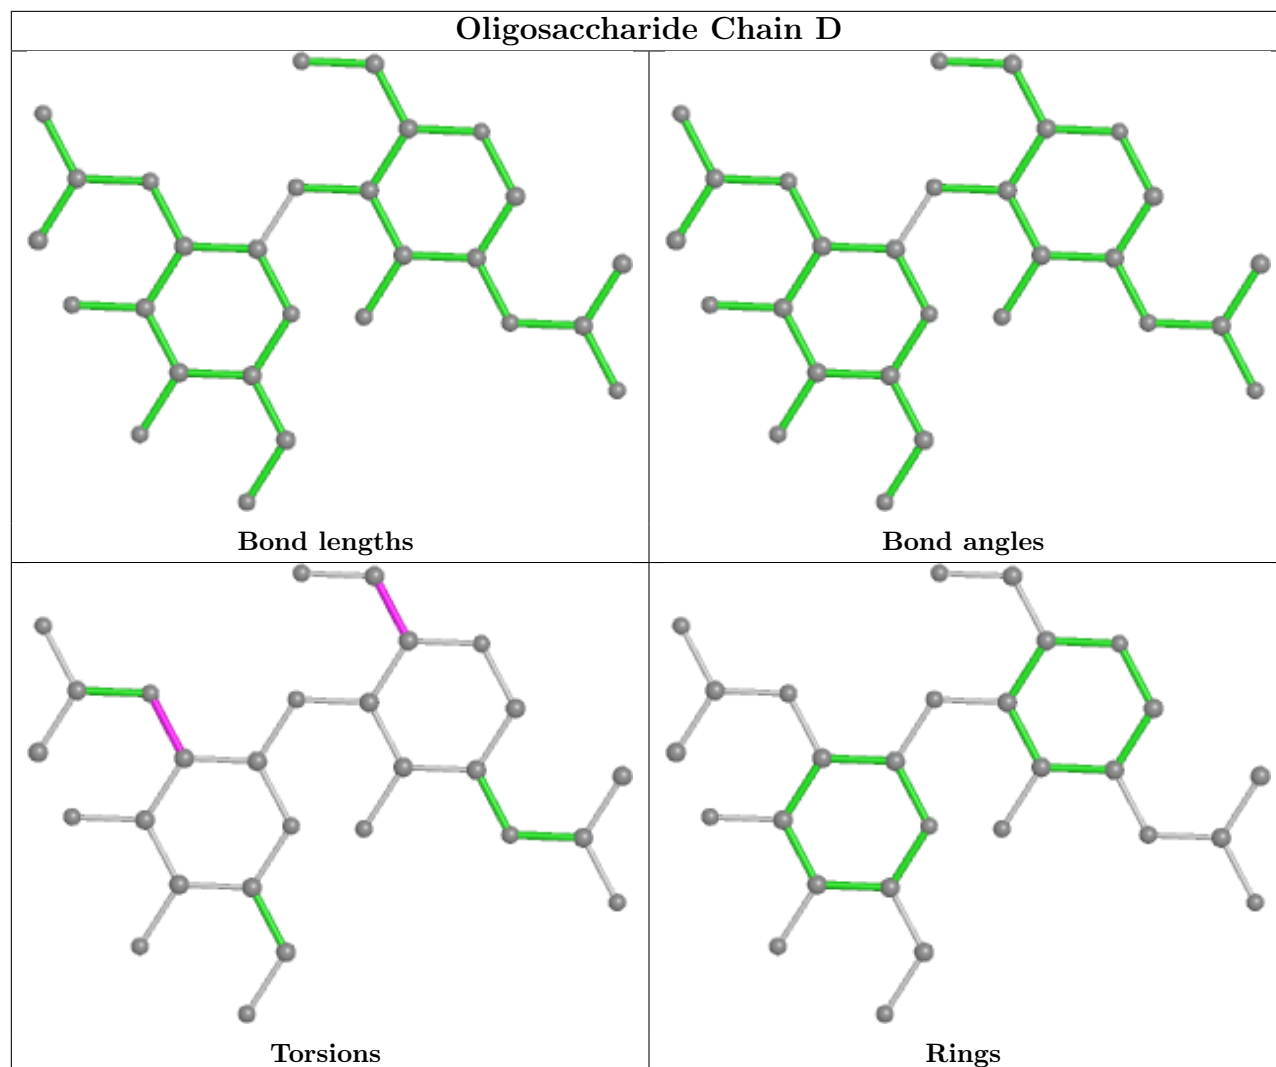 Oligosaccharide Chain D
Bond lengths
Bond angles
Torsions
Rings